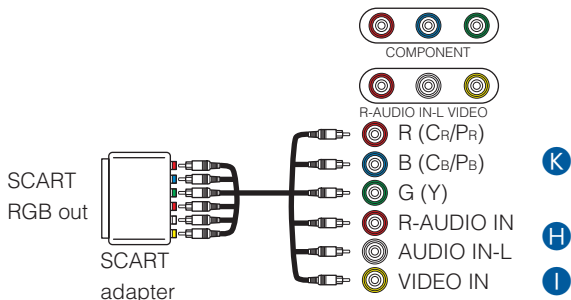 COMPONENT
R-AUDIO IN-L VIDEO
R (CR/PR)
B (CB/PB)
K
G (Y)
SCART
RGB out
R-AUDIO IN
H
AUDIO IN-L
SCART
adapter
VIDEO IN
I